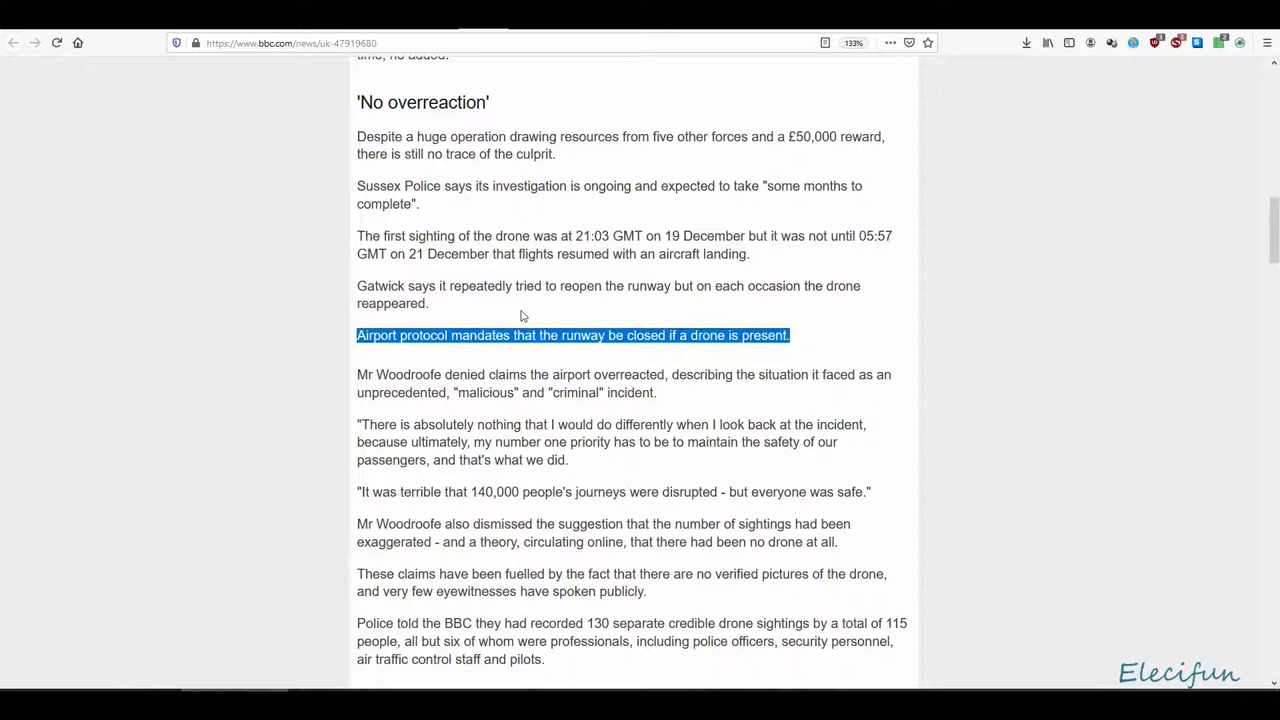 https://www.bbc.com/news/uk-47919680
133%
'No overreaction'
Despite a huge operation drawing resources from five other forces and a £50,000 reward,
there is still no trace of the culprit.
Sussex Police says its investigation is ongoing and expected to take "some months to
complete".
The first sighting of the drone was at 21:03 GMT on 19 December but it was not until 05:57
GMT on 21 December that flights resumed with an aircraft landing.
Gatwick says it repeatedly tried to reopen the runway but on each occasion the drone
reappeared.
Airport protocol mandates that the runway be closed if a drone is present.
Mr Woodroofe denied claims the airport overreacted, describing the situation it faced as an
unprecedented, "malicious" and "criminal" incident.
"There is absolutely nothing that I would do differently when I look back at the incident,
because ultimately, my number one priority has to be to maintain the safety of our
passengers, and that's what we did.
"It was terrible that 140,000 people's journeys were disrupted - but everyone was safe."
Mr Woodroofe also dismissed the suggestion that the number of sightings had been
exaggerated - and a theory, circulating online, that there had been no drone at all.
These claims have been fuelled by the fact that there are no verified pictures of the drone,
and very few eyewitnesses have spoken publicly.
Police told the BBC they had recorded 130 separate credible drone sightings by a total of 115
people, all but six of whom were professionals, including police officers, security personnel,
air traffic control staff and pilots.
Elecifun